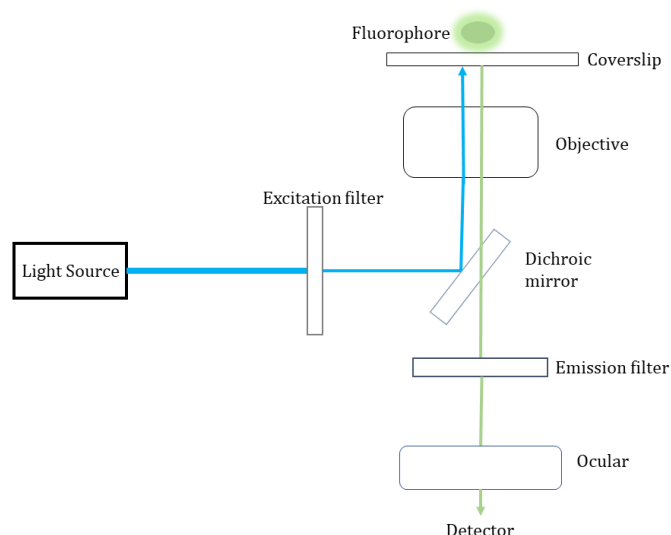 Fluorophore
Coverslip
Objective
Excitation filter
Light Source
Dichroic
mirror
Emission filter
Ocular
Detector